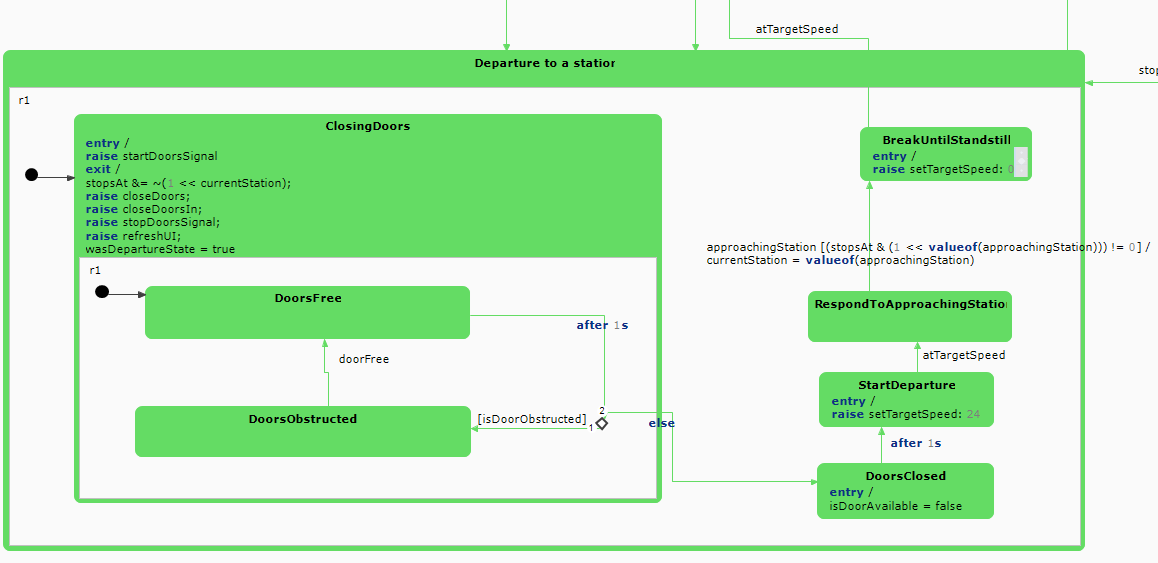 atTargetSpeed
Departure to a station
stop
r1
ClosingDoors
entry /
raise startDoorsSignal
exit /
stopsAt &= ~(1 << currentStation);
raise closeDoors;
raise closeDoorsIn;
raise stopDoorsSignal;
raise refreshUI;
wasDepartureState = true
r1
DoorsFree
after 1s
doorFree
DoorsObstructed
[isDoorObstructed]
1
2
else
BreakUntilStandstill
entry /
raise setTargetSpeed: 0
approachingStation [(stopsAt & (1 << valueof(approachingStation))) != 0] /
currentStation = valueof(approachingStation)
RespondToApproachingStation
atTargetSpeed
StartDeparture
entry /
raise setTargetSpeed: 24
after 1s
DoorsClosed
entry /
isDoorAvailable = false